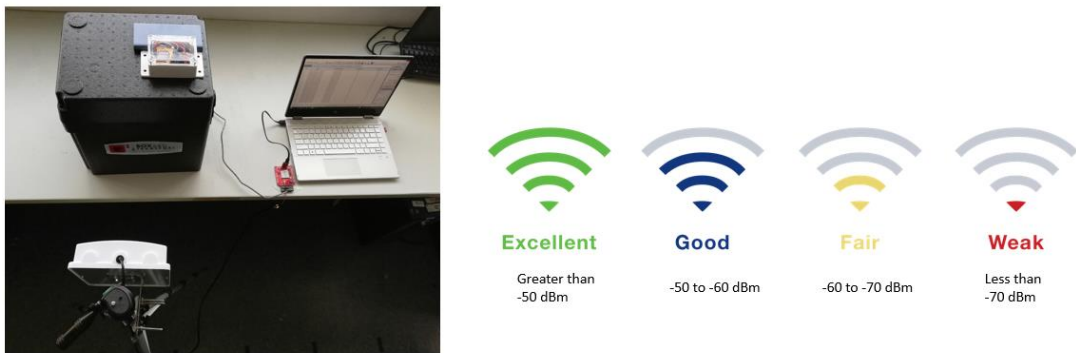 Excellent
Good
Fair
Weak
Greater than
-50 dBm
-50 to -60 dBm
-60 to -70 dBm
Less than
-70 dBm